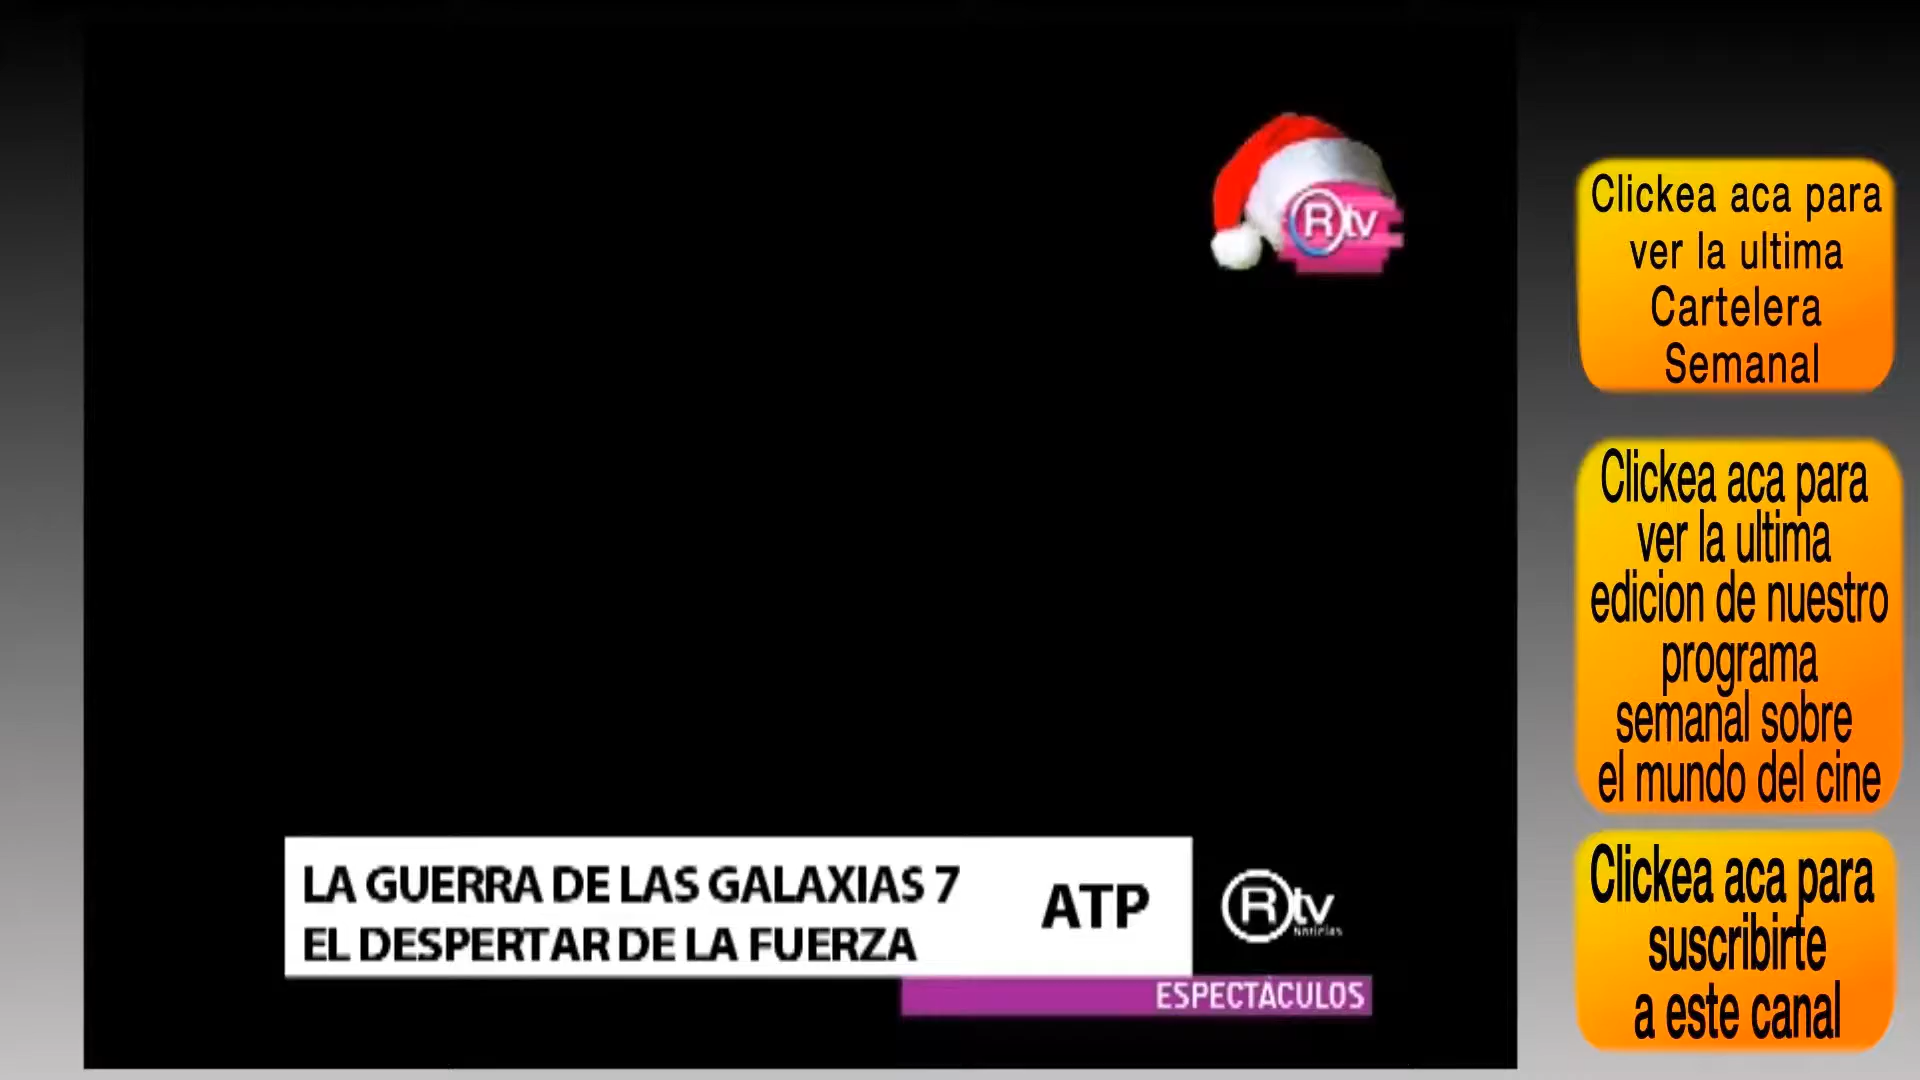 Rtv
LA GUERRA DE LAS GALAXIAS 7
EL DESPERTAR DE LA FUERZA
ATP
Rtv
Noticias
ESPECTÁCULOS
Clickea aca para
ver la ultima
Cartelera
Semanal
Clickea aca para
ver la ultima
edicion de nuestro
programa
semanal sobre
el mundo del cine
Clickea aca para
suscribirte
a este canal